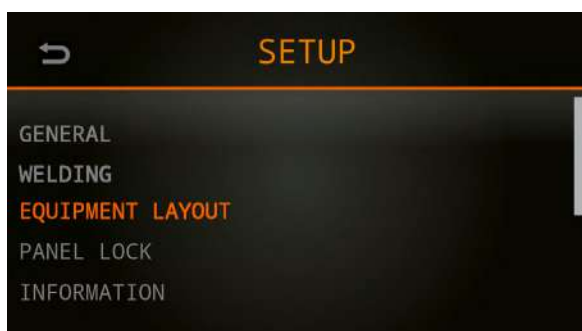 SETUP
GENERAL
WELDING
EQUIPMENT LAYOUT
PANEL LOCK
INFORMATION